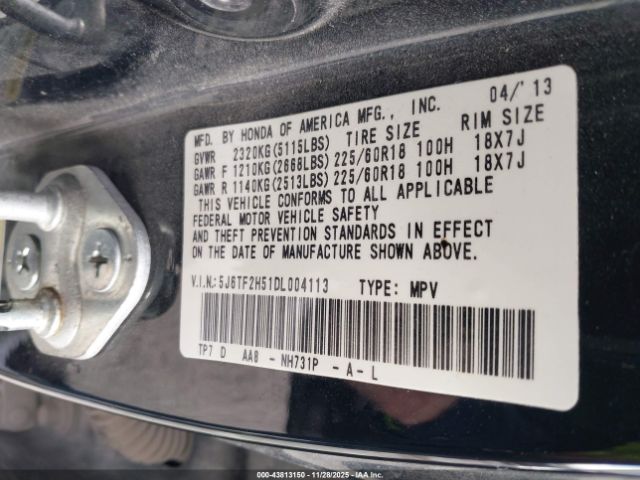 04/'13
MFD. BY HONDA OF AMERICA MFG., INC.
GVWR 2320KG(5115LBS) TIRE SIZE RIM SIZE
GAWR F 1210KG(2668LBS) 225/60R18 100H 18X7J
GAWR R 1140KG(2513LBS) 225/60R18 100H 18X7J
THIS VEHICLE CONFORMS TO ALL APPLICABLE
FEDERAL MOTOR VEHICLE SAFETY
AND THEFT PREVENTION STANDARDS IN EFFECT
ON THE DATE OF MANUFACTURE SHOWN ABOVE.
V.I.N.: 5J6TF2H51DL004113 TYPE: MPV
TP7 D AA8 - NH731P - A - L
000-43813150 - 11/28/2025 - IAA Inc.